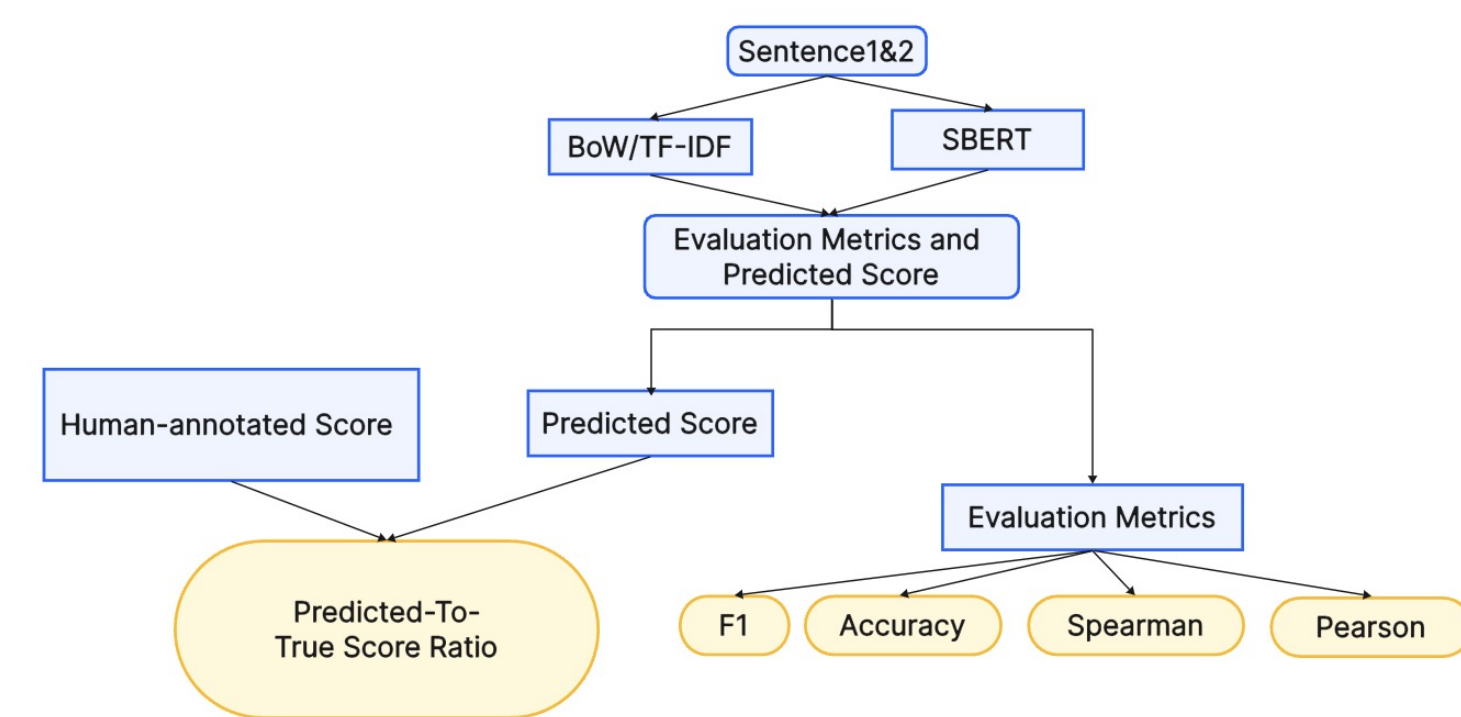 Sentence1&2
BoW/TF-IDF
SBERT
Evaluation Metrics and
Predicted Score
Human-annotated Score
Predicted Score
Evaluation Metrics
Predicted-To-
True Score Ratio
F1
Accuracy
Spearman
Pearson